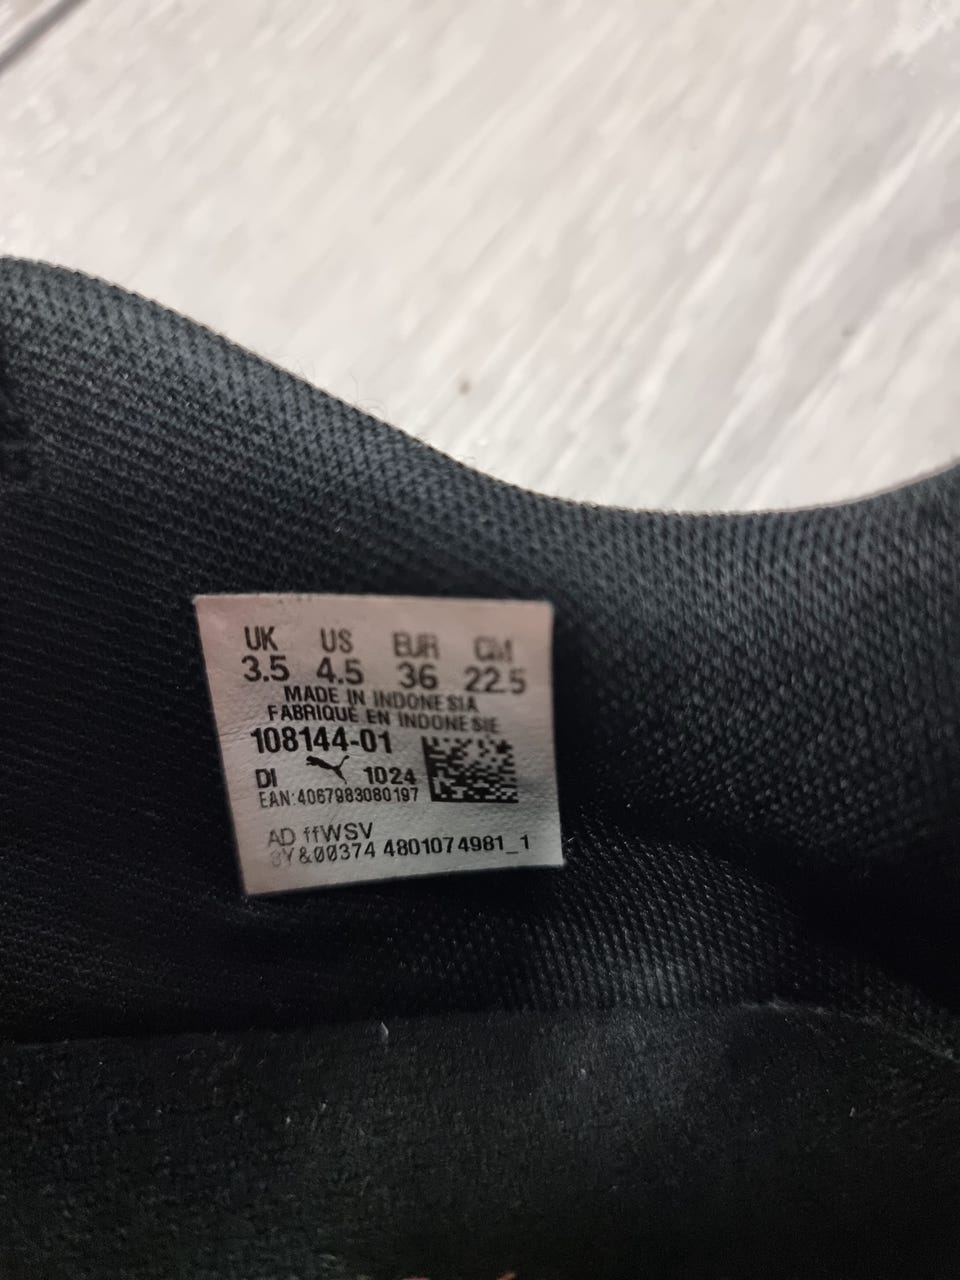 UK US EUR CM
3.5 4.5 36 22.5
MADE IN INDONESIA
FABRIQUÉ EN INDONESIE
108144-01
DI 1024
EAN:4067983080197
AD ffWSV
4801074981_1